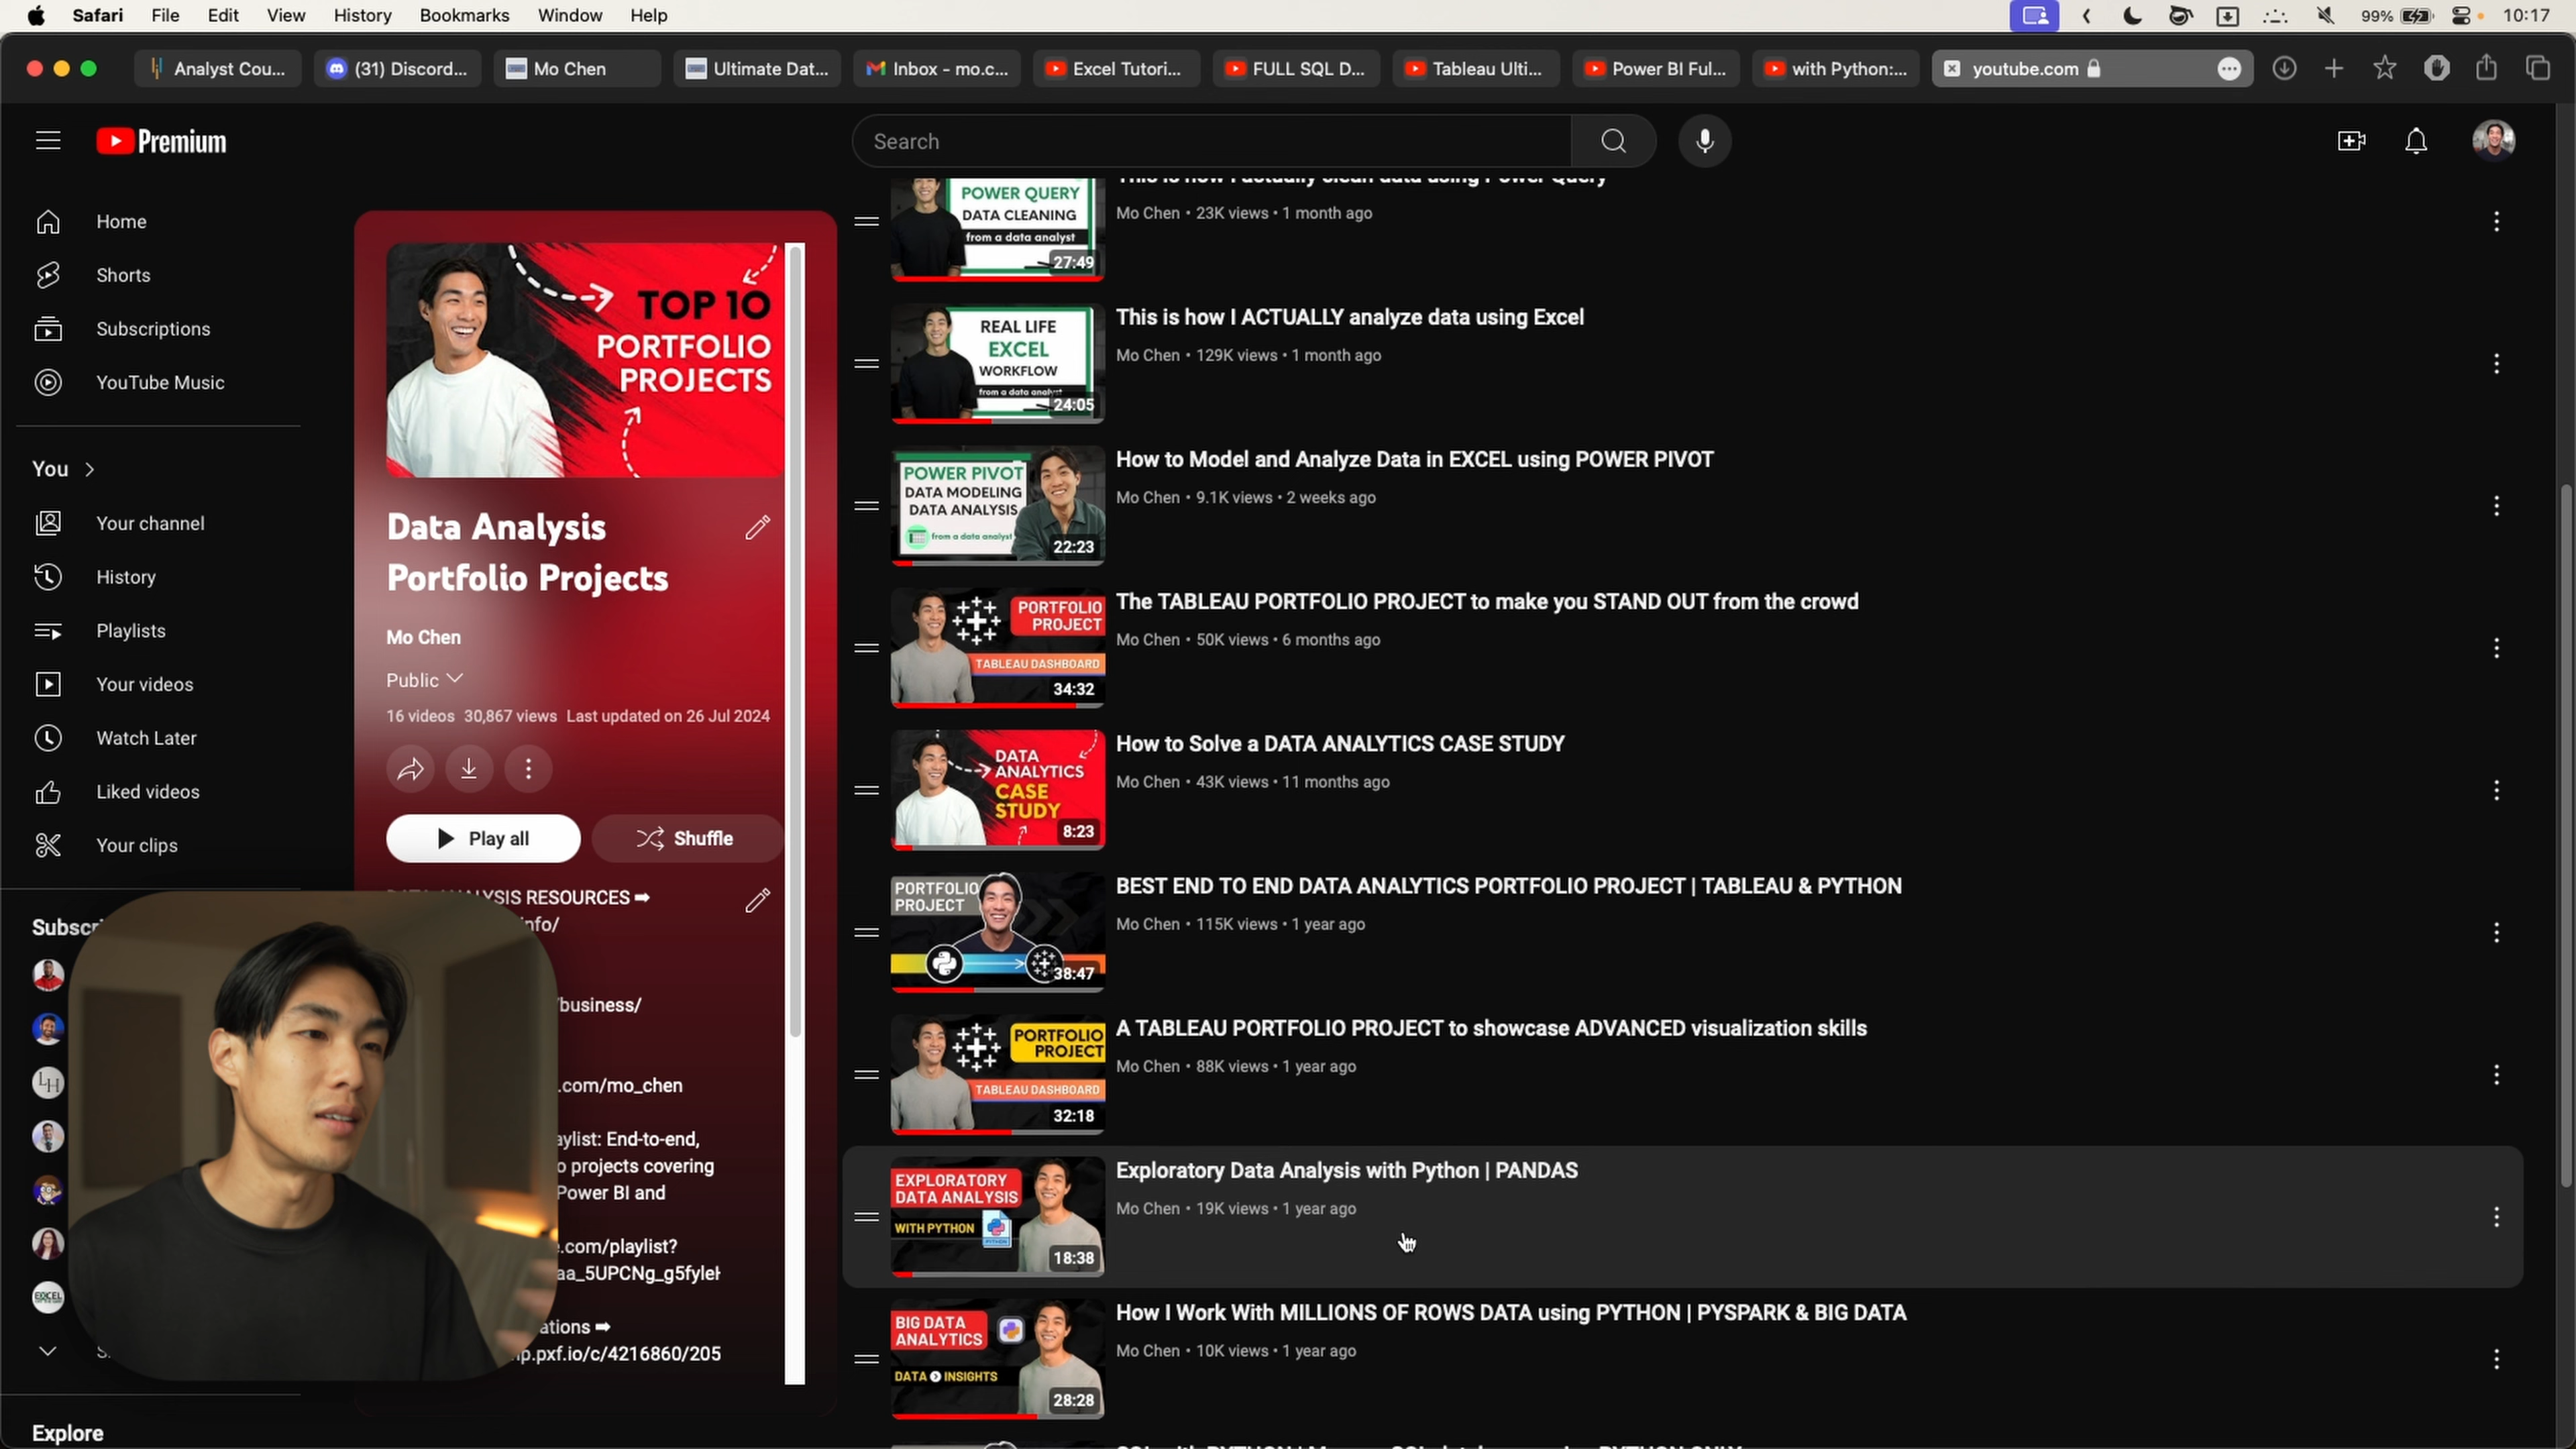 Safari File Edit View History Bookmarks Window Help
99% 10:17
Analyst Cou... (31) Discord... Mo Chen Ultimate Dat... Inbox - mo.c... Excel Tutori... FULL SQL D... Tableau Ulti... Power BI Ful... with Python:... youtube.com
Premium
Search
Home
Shorts
Subscriptions
YouTube Music
You
Your channel
History
Playlists
Your videos
Watch Later
Liked videos
Your clips
LH
EXCEL
Explore
TOP 10
PORTFOLIO
PROJECTS
Data Analysis
Portfolio Projects
Mo Chen
Public
16 videos 30,867 views Last updated on 26 Jul 2024
Play all
Shuffle
RESOURCES ➡
/business/
.com/mo_chen
End-to-end,
projects covering
Power BI and
.com/playlist?
POWER QUERY
DATA CLEANING
from a data analyst
27:49
This is how I actually clean data using Power Query
Mo Chen • 23K views • 1 month ago
REAL LIFE
EXCEL
WORKFLOW
from a data analyst
24:05
This is how I ACTUALLY analyze data using Excel
Mo Chen • 129K views • 1 month ago
POWER PIVOT
DATA MODELING
DATA ANALYSIS
from a data analyst
22:23
How to Model and Analyze Data in EXCEL using POWER PIVOT
Mo Chen • 9.1K views • 2 weeks ago
PORTFOLIO
PROJECT
TABLEAU DASHBOARD
34:32
The TABLEAU PORTFOLIO PROJECT to make you STAND OUT from the crowd
Mo Chen • 50K views • 6 months ago
DATA
ANALYTICS
CASE
STUDY
8:23
How to Solve a DATA ANALYTICS CASE STUDY
Mo Chen • 43K views • 11 months ago
PORTFOLIO
PROJECT
38:47
BEST END TO END DATA ANALYTICS PORTFOLIO PROJECT | TABLEAU & PYTHON
Mo Chen • 115K views • 1 year ago
PORTFOLIO
PROJECT
TABLEAU DASHBOARD
32:18
A TABLEAU PORTFOLIO PROJECT to showcase ADVANCED visualization skills
Mo Chen • 88K views • 1 year ago
EXPLORATORY
DATA ANALYSIS
WITH PYTHON
18:38
Exploratory Data Analysis with Python | PANDAS
Mo Chen • 19K views • 1 year ago
BIG DATA
ANALYTICS
DATA INSIGHTS
28:28
How I Work With MILLIONS OF ROWS DATA using PYTHON | PYSPARK & BIG DATA
Mo Chen • 10K views • 1 year ago